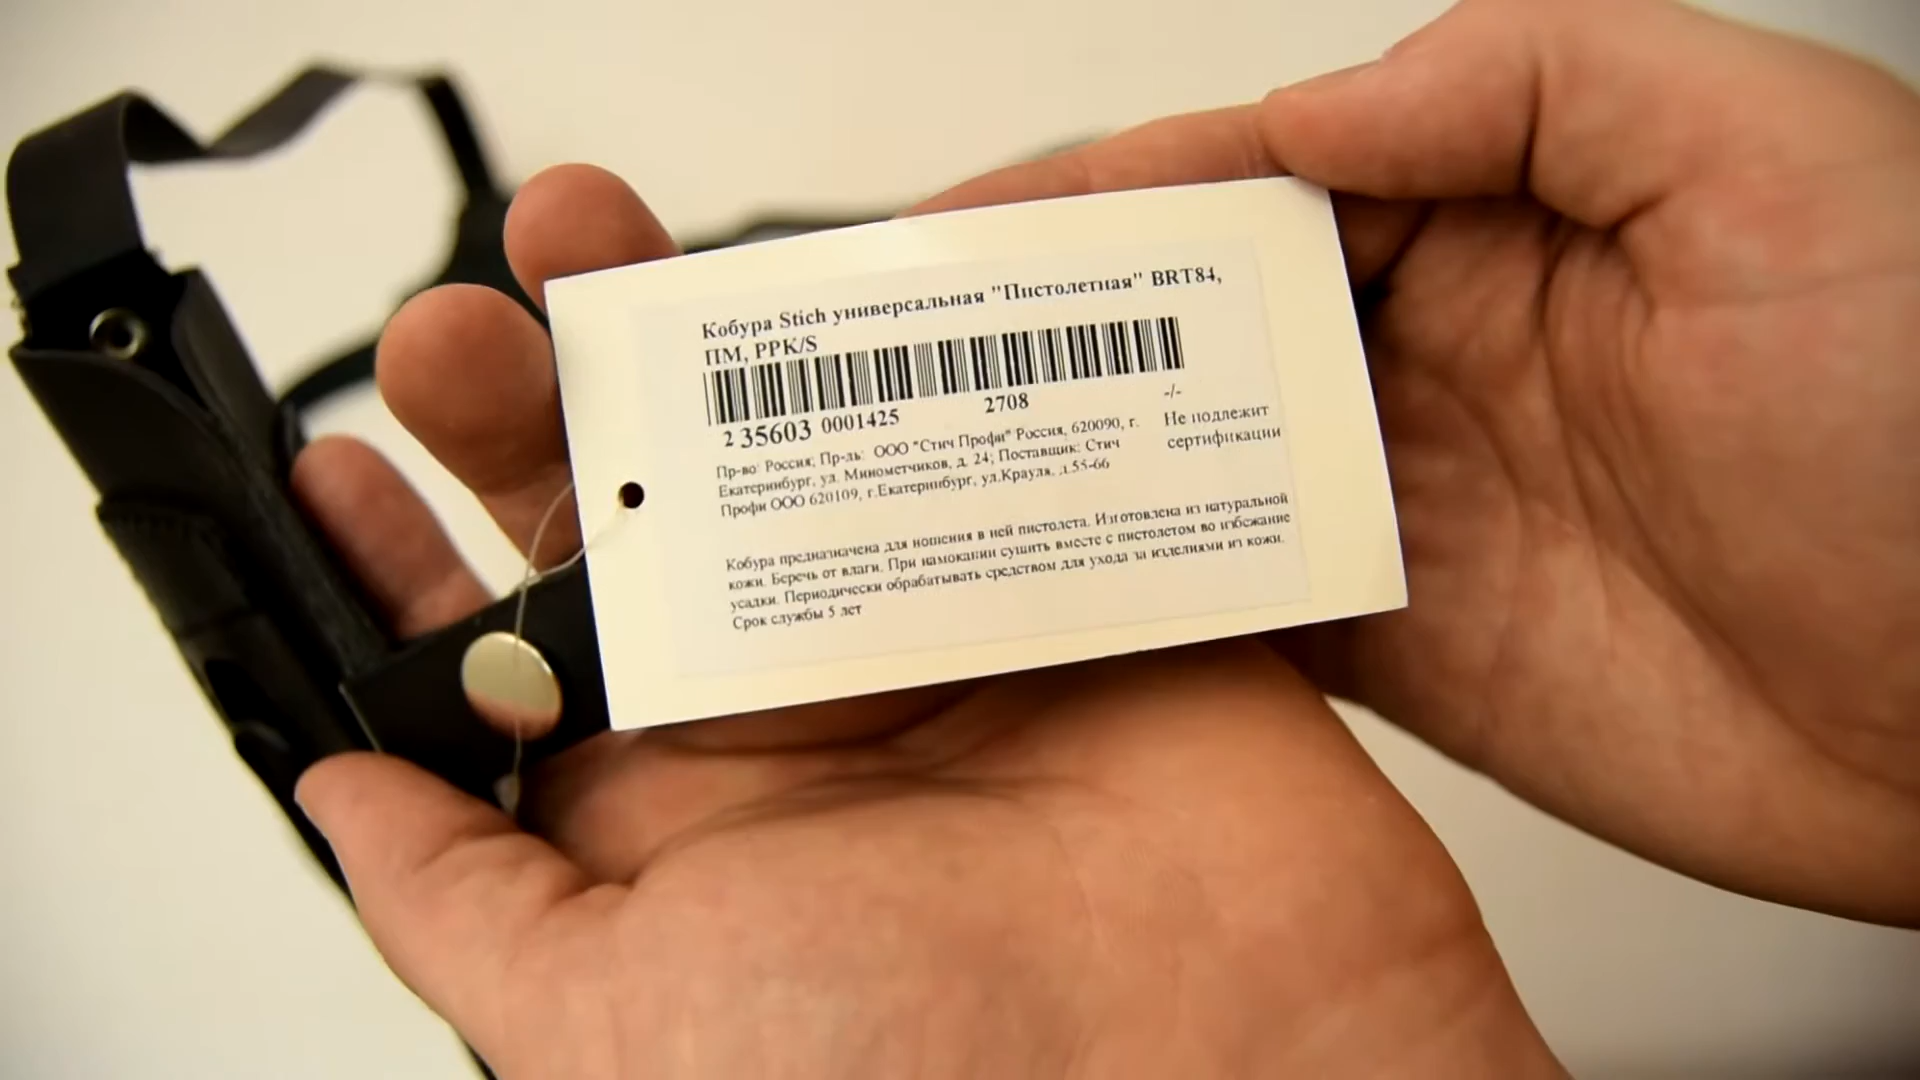 Кобура Stich универсальная "Пистолетная" BRT84,
ПМ, PPK/S
2 35603 0001425 2708 -/-
Пр-во: Россия; Пр-ль: ООО "Стич Профи" Россия, 620090, г.
Екатеринбург, ул. Минометчиков, д. 24; Поставщик: Стич
Профи ООО 620109, г.Екатеринбург, ул.Крауля, д.55-66
Не подлежит
сертификации
Кобура предназначена для ношения в ней пистолета. Изготовлена из натуральной
кожи. Беречь от влаги. При намокании сушить вместе с пистолетом во избежание
усадки. Периодически обрабатывать средством для ухода за изделиями из кожи.
Срок службы 5 лет